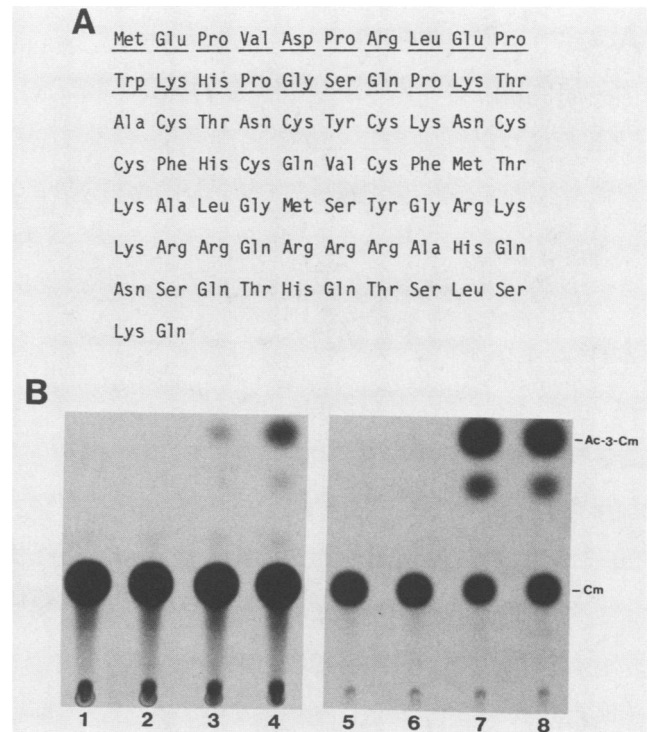 A
Met Glu Pro Val Asp Pro Arg Leu Glu Pro
Trp Lys His Pro Gly Ser Gln Pro Lys Thr
Ala Cys Thr Asn Cys Tyr Cys Lys Asn Cys
Cys Phe His Cys Gln Val Cys Phe Met Thr
Lys Ala Leu Gly Met Ser Tyr Gly Arg Lys
Lys Arg Arg Gln Arg Arg Arg Ala His Gln
Asn Ser Gln Thr His Gln Thr Ser Leu Ser
Lys Gln
B
–Ac-3-Cm
–Cm
1 2 3 4 5 6 7 8